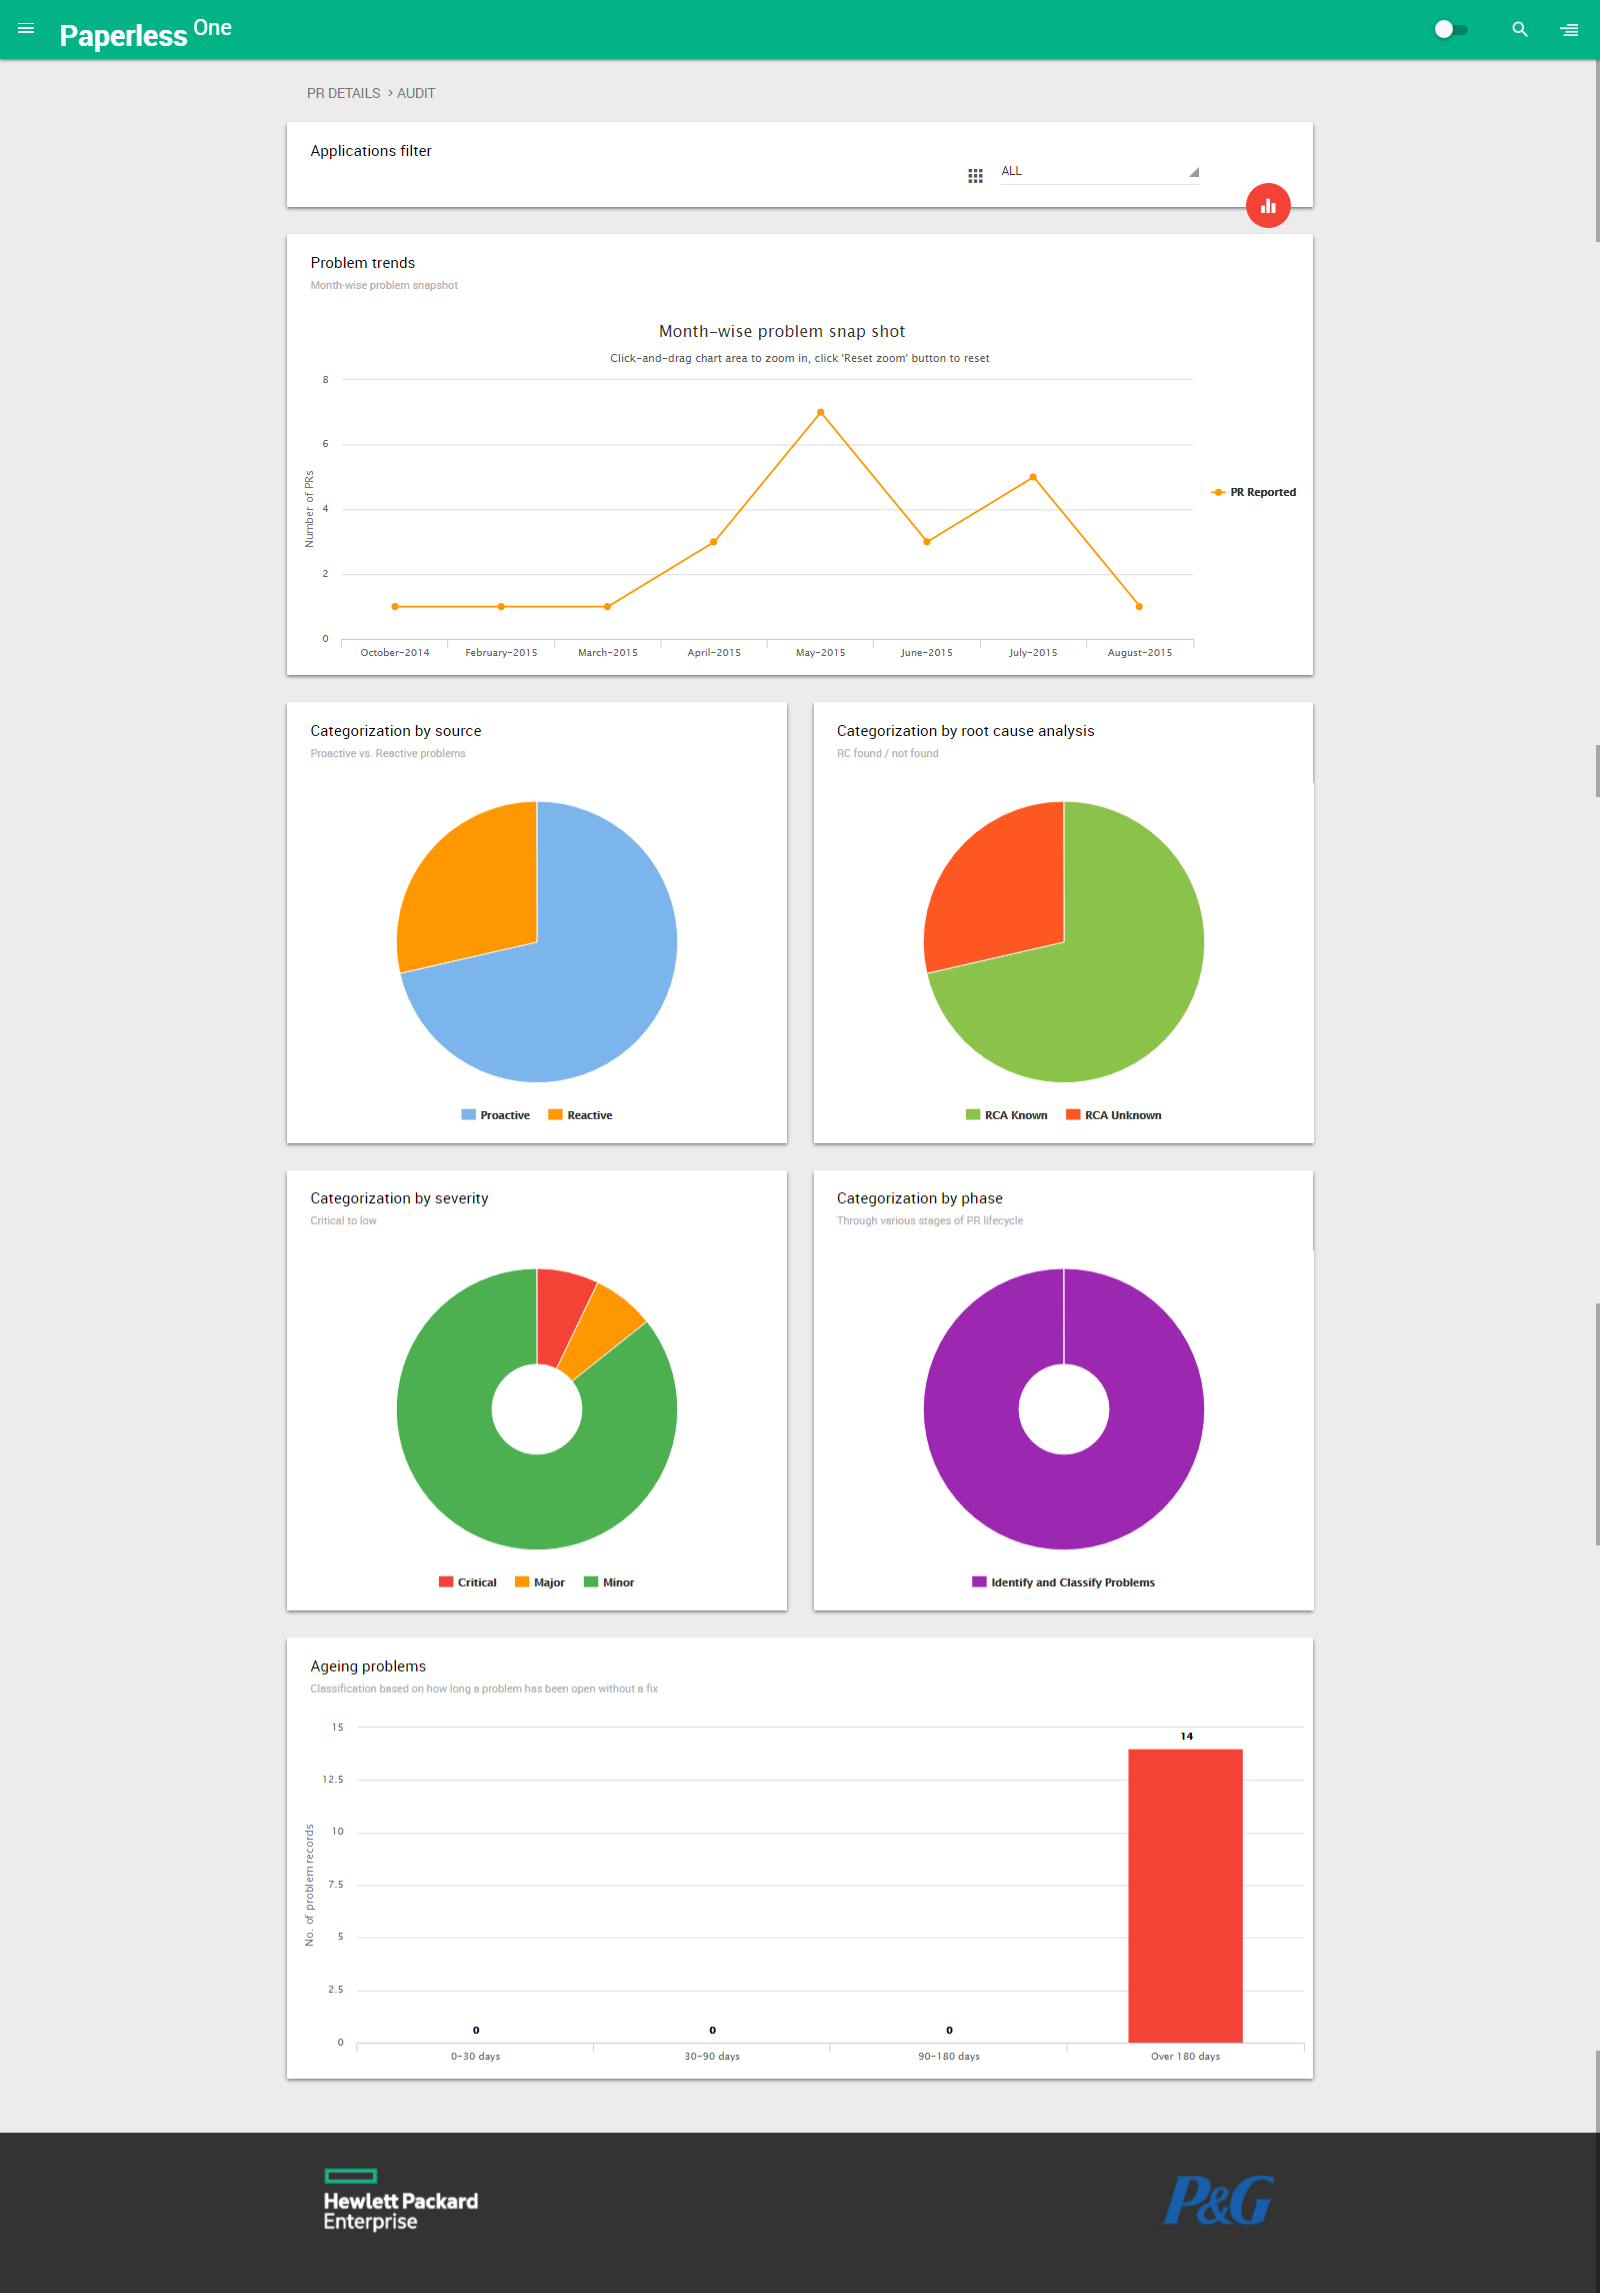 Paperless One
PR DETAILS > AUDIT
Applications filter
ALL
Problem trends
Month-wise problem snapshot
Month-wise problem snap shot
Click-and-drag chart area to zoom in, click 'Reset zoom' button to reset
8
6
4
2
0
Number of PRs
PR Reported
October-2014 February-2015 March-2015 April-2015 May-2015 June-2015 July-2015 August-2015
Categorization by source
Proactive vs. Reactive problems
Proactive Reactive
Categorization by root cause analysis
RC found / not found
RCA Known RCA Unknown
Categorization by severity
Critical to low
Critical Major Minor
Categorization by phase
Through various stages of PR lifecycle
Identify and Classify Problems
Ageing problems
Classification based on how long a problem has been open without a fix
15
12.5
10
7.5
5
2.5
0
No. of problem records
0 0 0 14
0-30 days 30-90 days 90-180 days Over 180 days
Hewlett Packard
Enterprise
P&G